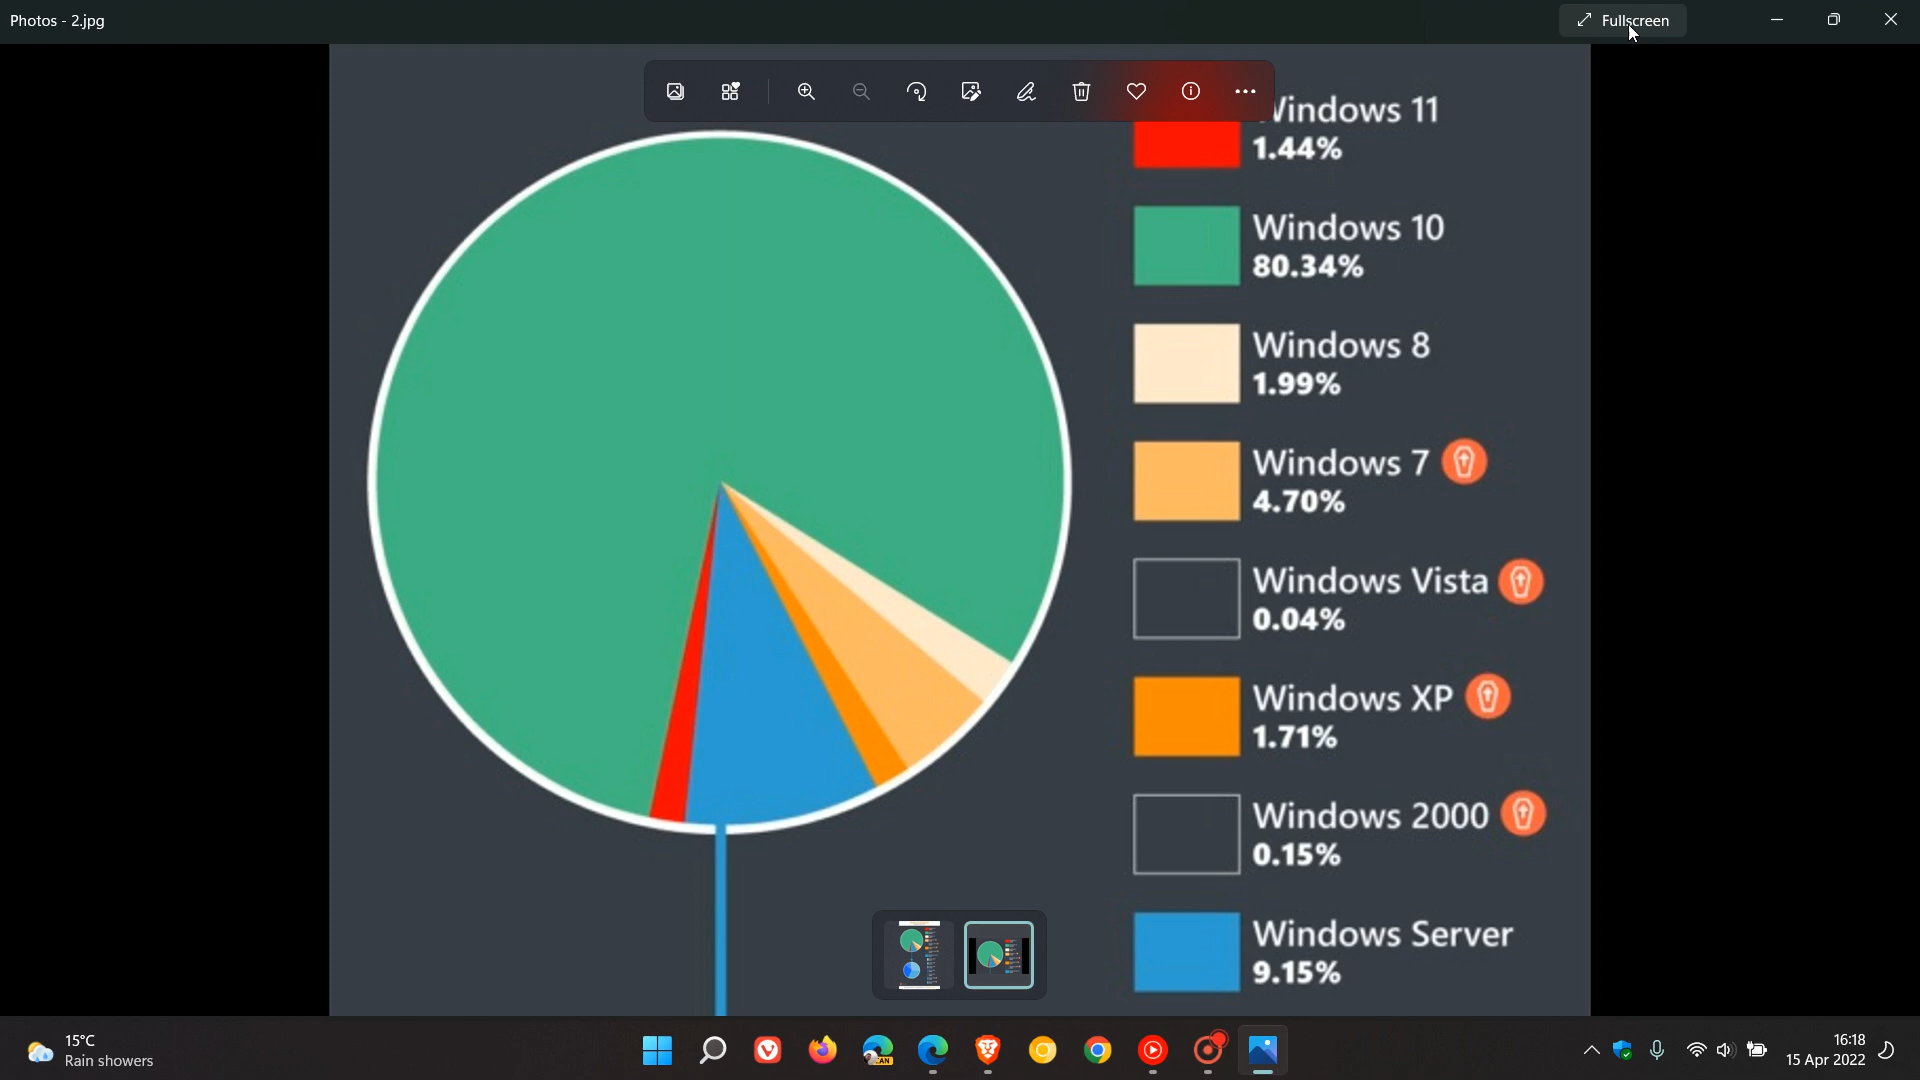 Photos - 2.jpg
Fullscreen
Windows 11
1.44%
Windows 10
80.34%
Windows 8
1.99%
Windows 7
4.70%
Windows Vista
0.04%
Windows XP
1.71%
Windows 2000
0.15%
Windows Server
9.15%
15°C
Rain showers
CAN
16:18
15 Apr 2022